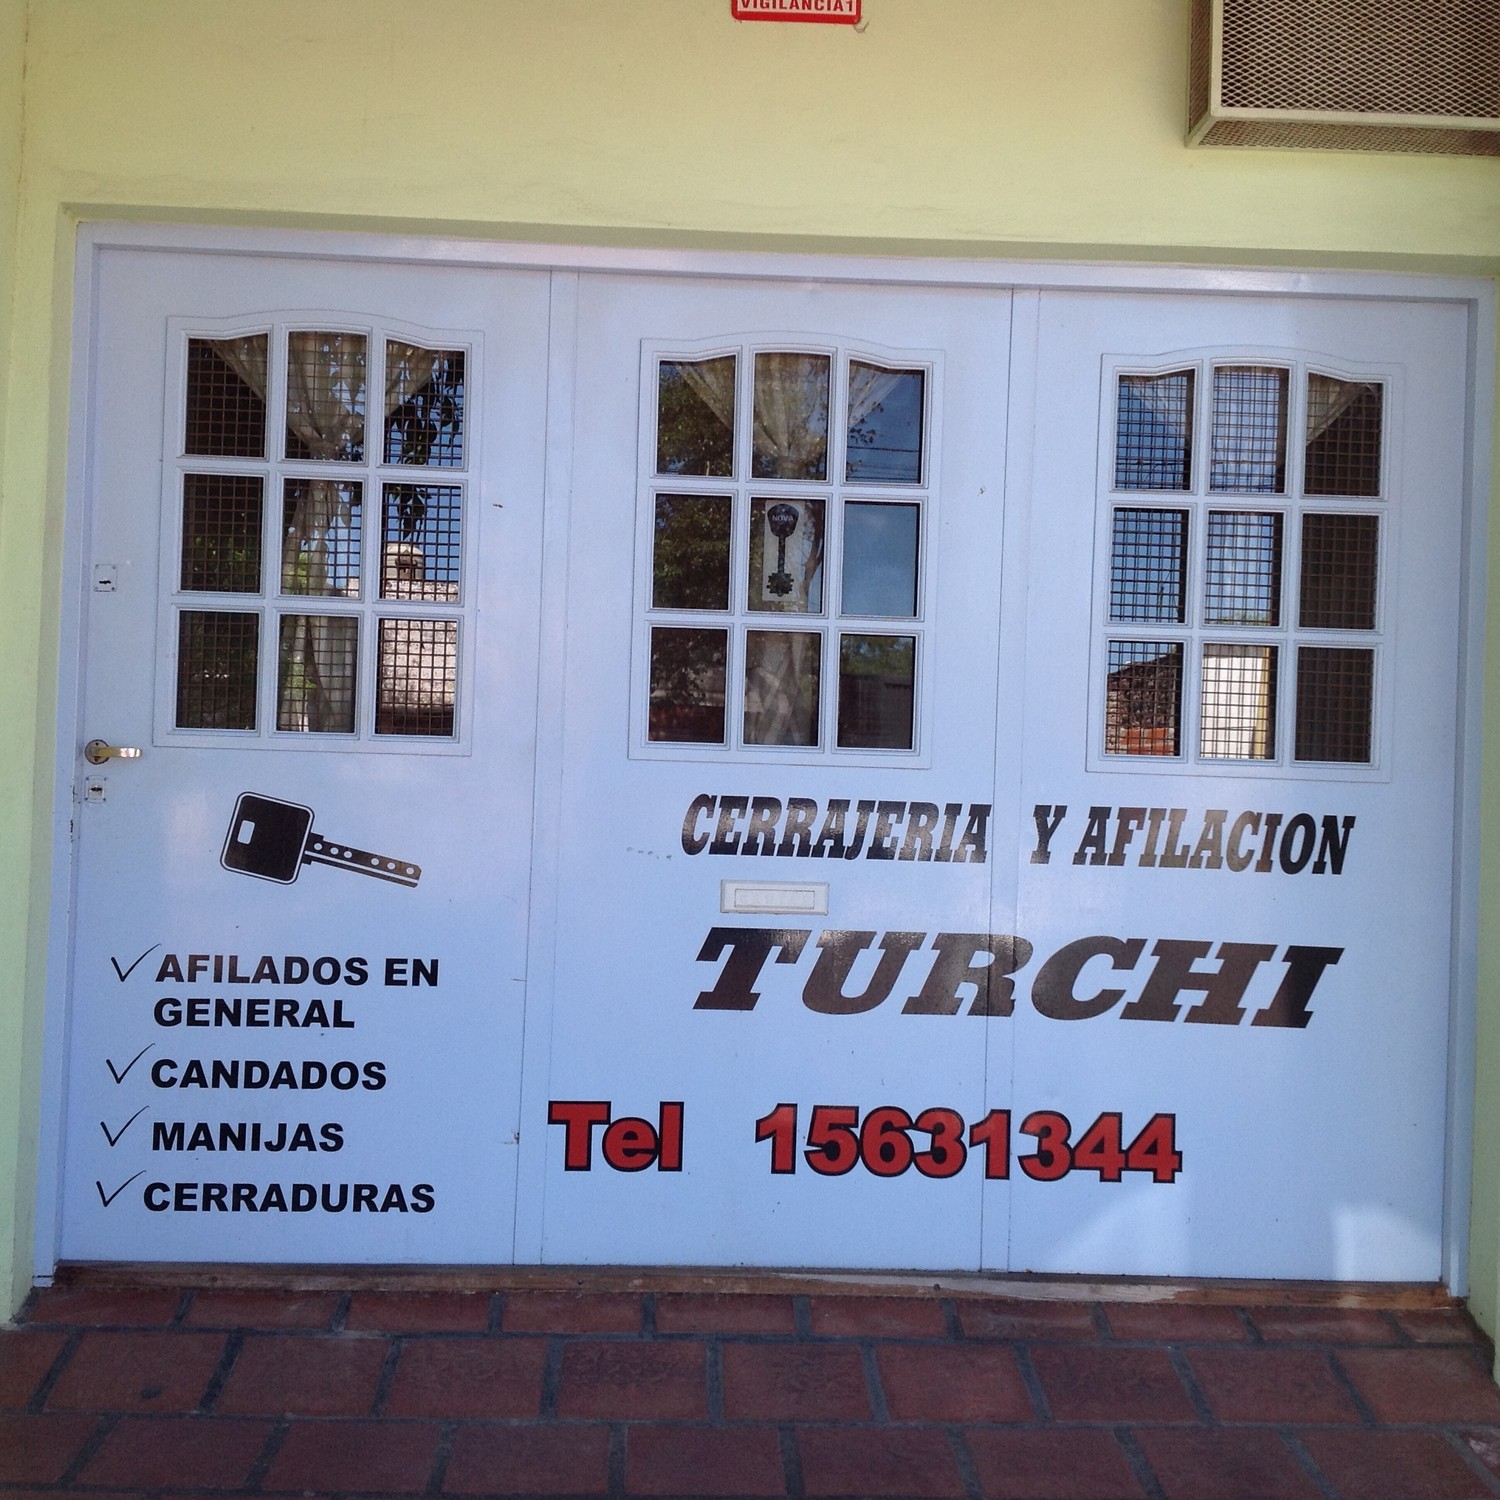 VIGILANCIA 1
NOVA
CERRAJERIA Y AFILACION
TURCHI
Tel 15631344
AFILADOS EN
GENERAL
CANDADOS
MANIJAS
CERRADURAS